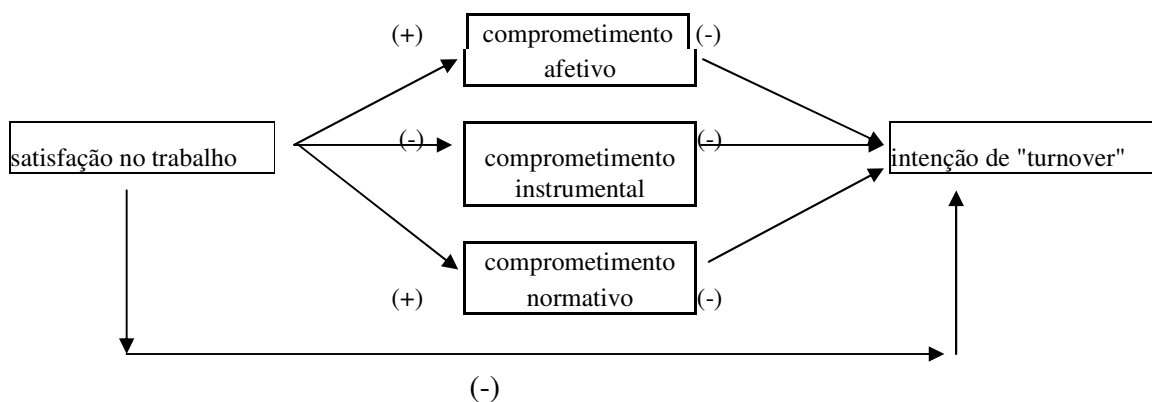 (+)
comprometimento
afetivo
(-)
satisfação no trabalho
(-)
comprometimento
instrumental
(-)
intenção de "turnover"
(+)
comprometimento
normativo
(-)
(-)